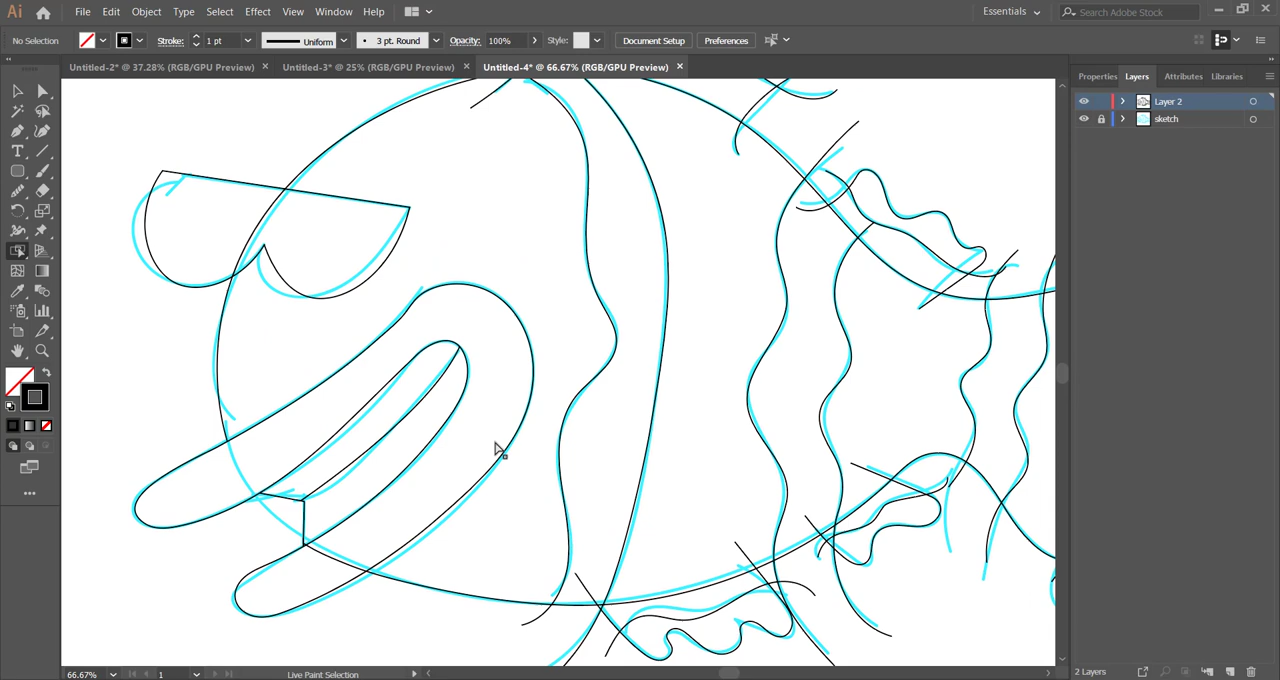 Ai File Edit Object Type Select Effect View Window Help Essentials Search Adobe Stock
No Selection Stroke: 1 pt Uniform 3 pt. Round Opacity: 100% Style: Document Setup Preferences
Untitled-2* @ 37.28% (RGB/GPU Preview) × Untitled-3* @ 25% (RGB/GPU Preview) × Untitled-4* @ 66.67% (RGB/GPU Preview) ×
Properties Layers Attributes Libraries
Layer 2
sketch
66.67% 1 Live Paint Selection 2 Layers